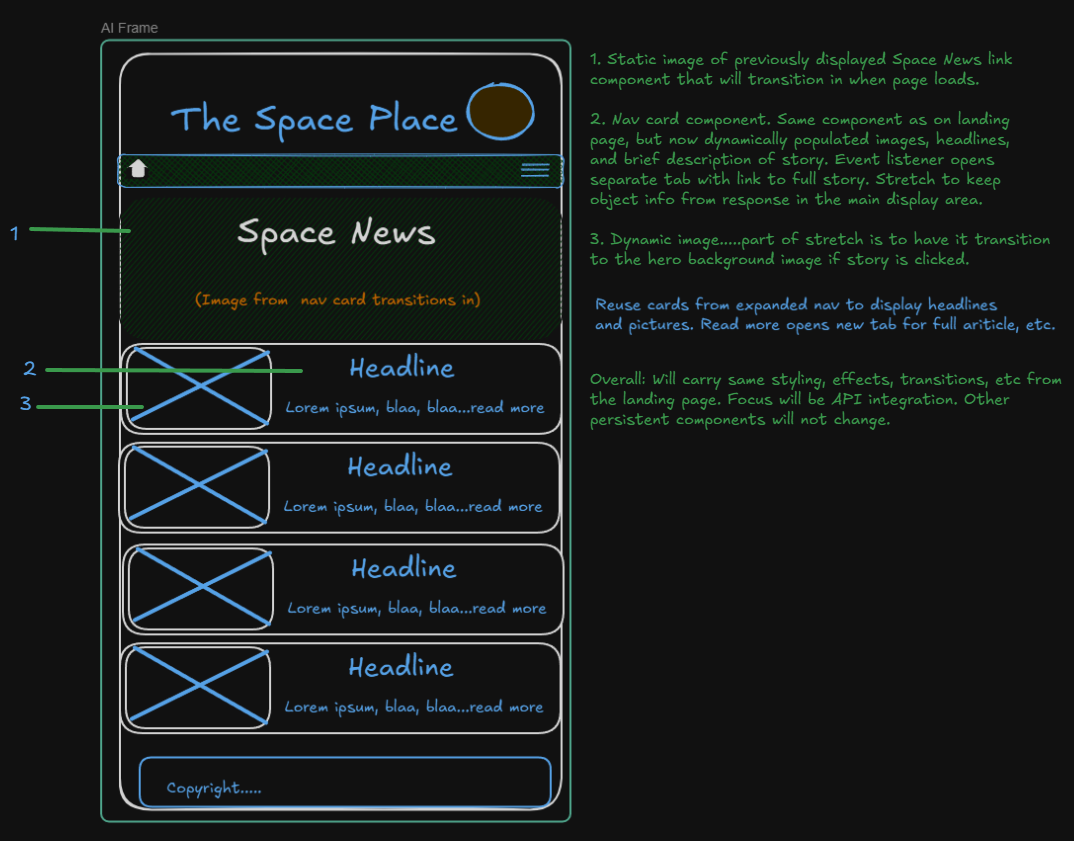 AI Frame
The Space Place
1
Space News
(Image from nav card transitions in)
2
3
Headline
Lorem ipsum, blaa, blaa...read more
Headline
Lorem ipsum, blaa, blaa...read more
Headline
Lorem ipsum, blaa, blaa...read more
Headline
Lorem ipsum, blaa, blaa...read more
Copyright.....
1. Static image of previously displayed Space News link
component that will transition in when page loads.
2. Nav card component. Same component as on landing
page, but now dynamically populated images, headlines,
and brief description of story. Event listener opens
separate tab with link to full story. Stretch to keep
object info from response in the main display area.
3. Dynamic image.....part of stretch is to have it transition
to the hero background image if story is clicked.
Reuse cards from expanded nav to display headlines
and pictures. Read more opens new tab for full ariticle, etc.
Overall: Will carry same styling, effects, transitions, etc from
the landing page. Focus will be API integration. Other
persistent components will not change.